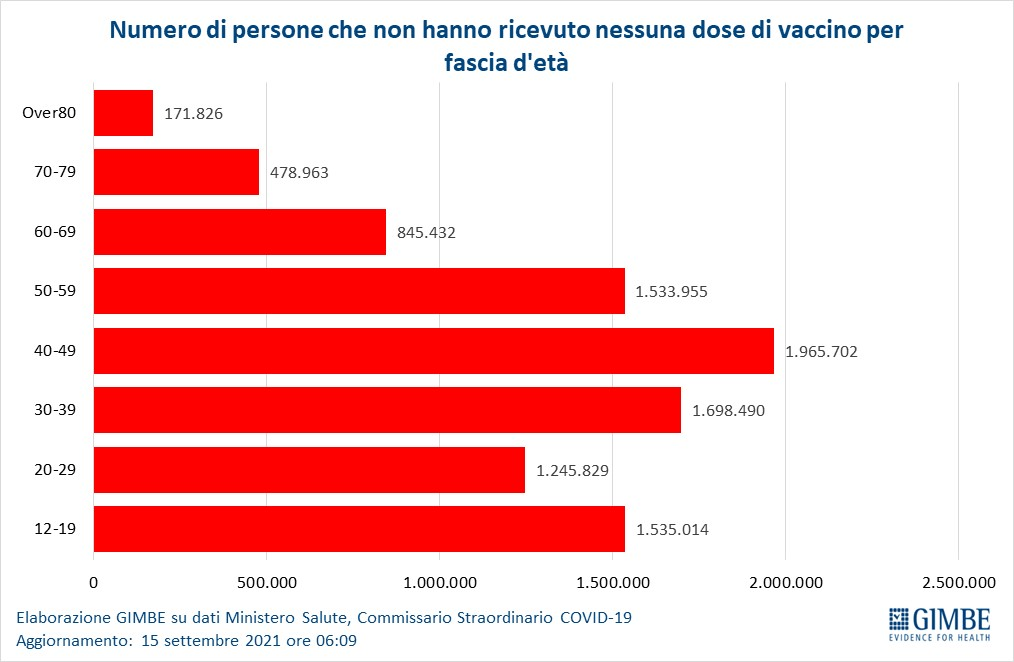 Numero di persone che non hanno ricevuto nessuna dose di vaccino per
fascia d'età
Over80 171.826
70-79 478.963
60-69 845.432
50-59 1.533.955
40-49 1.965.702
30-39 1.698.490
20-29 1.245.829
12-19 1.535.014
0 500.000 1.000.000 1.500.000 2.000.000 2.500.000
Elaborazione GIMBE su dati Ministero Salute, Commissario Straordinario COVID-19
Aggiornamento: 15 settembre 2021 ore 06:09
GIMBE
EVIDENCE FOR HEALTH